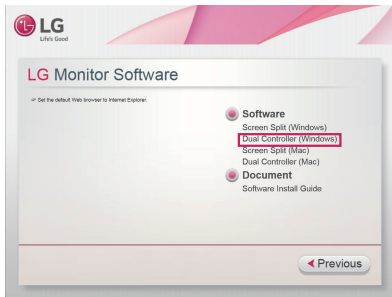 LG
Life's Good
LG Monitor Software
Set the default Web browser to Internet Explorer.
Software
Screen Split (Windows)
Dual Controller (Windows)
Screen Split (Mac)
Dual Controller (Mac)
Document
Software Install Guide
Previous